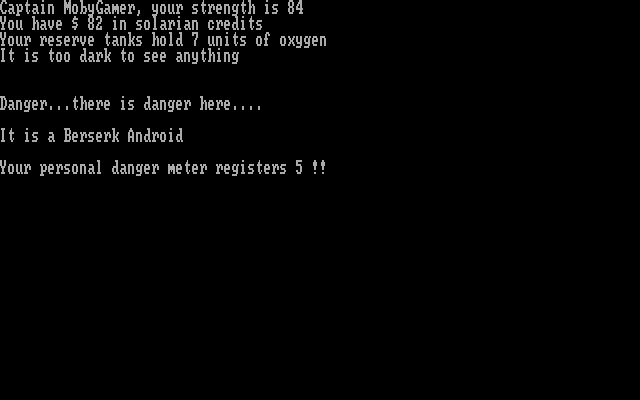 Captain MobyGamer, your strength is 84
You have $ 82 in solarian credits
Your reserve tanks hold 7 units of oxygen
It is too dark to see anything
Danger...there is danger here....
It is a Berserk Android
Your personal danger meter registers 5 !!